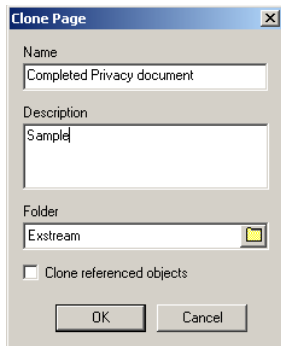 Clone Page
Name
Completed Privacy document
Description
Sample
Folder
Exstream
Clone referenced objects
OK Cancel